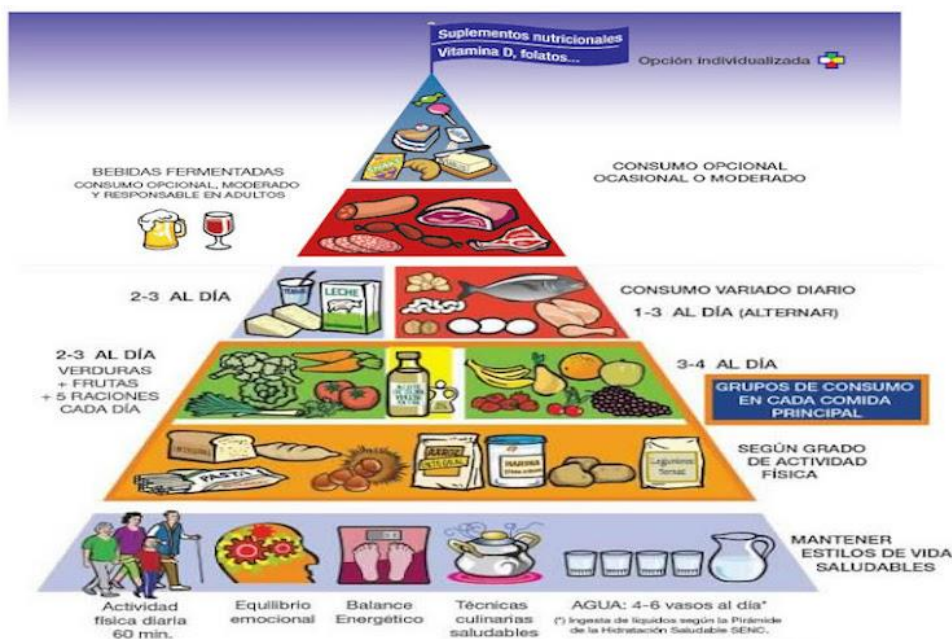 Suplementos nutricionales
Vitamina D, folatos...
Opción individualizada
BEBIDAS FERMENTADAS
CONSUMO OPCIONAL, MODERADO
Y RESPONSABLE EN ADULTOS
CONSUMO OPCIONAL
OCASIONAL O MODERADO
2-3 AL DÍA
LECHE
CONSUMO VARIADO DIARIO
1-3 AL DÍA (ALTERNAR)
2-3 AL DÍA
VERDURAS
+ FRUTAS
+ 5 RACIONES
CADA DÍA
ACEITE
3-4 AL DÍA
GRUPOS DE CONSUMO
EN CADA COMIDA
PRINCIPAL
PASTA
INTEGRAL
HARINA
SEGÚN GRADO
DE ACTIVIDAD
FÍSICA
MANTENER
ESTILOS DE VIDA
SALUDABLES
Actividad
física diaria
60 min.
Equilibrio
emocional
Balance
Energético
Técnicas
culinarias
saludables
AGUA: 4-6 vasos al día*
(*) Ingesta de líquidos según la Pirámide
de la Hidratación Saludable SENC.